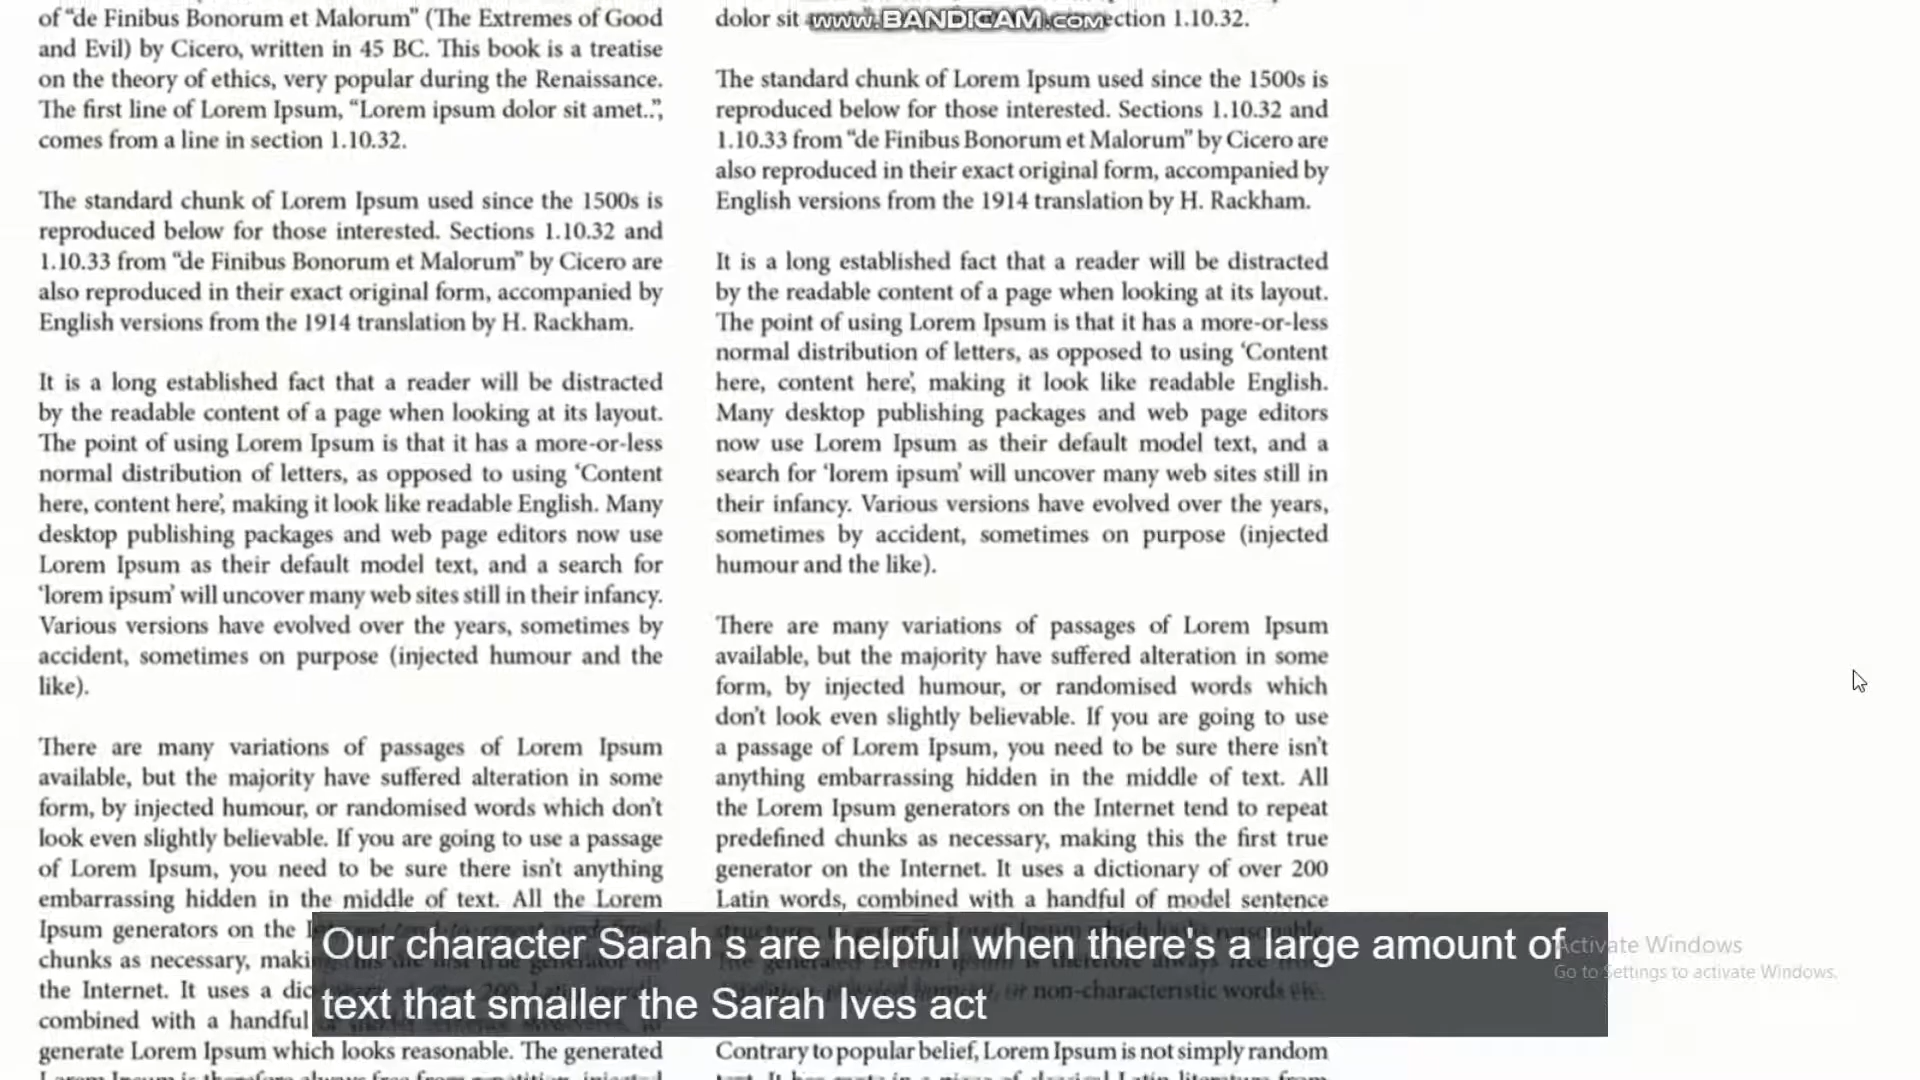 of “de Finibus Bonorum et Malorum” (The Extremes of Good
and Evil) by Cicero, written in 45 BC. This book is a treatise
on the theory of ethics, very popular during the Renaissance.
The first line of Lorem Ipsum, “Lorem ipsum dolor sit amet..”,
comes from a line in section 1.10.32.
The standard chunk of Lorem Ipsum used since the 1500s is
reproduced below for those interested. Sections 1.10.32 and
1.10.33 from “de Finibus Bonorum et Malorum” by Cicero are
also reproduced in their exact original form, accompanied by
English versions from the 1914 translation by H. Rackham.
It is a long established fact that a reader will be distracted
by the readable content of a page when looking at its layout.
The point of using Lorem Ipsum is that it has a more-or-less
normal distribution of letters, as opposed to using ‘Content
here, content here’, making it look like readable English. Many
desktop publishing packages and web page editors now use
Lorem Ipsum as their default model text, and a search for
‘lorem ipsum’ will uncover many web sites still in their infancy.
Various versions have evolved over the years, sometimes by
accident, sometimes on purpose (injected humour and the
like).
There are many variations of passages of Lorem Ipsum
available, but the majority have suffered alteration in some
form, by injected humour, or randomised words which don’t
look even slightly believable. If you are going to use a passage
of Lorem Ipsum, you need to be sure there isn’t anything
embarrassing hidden in the middle of text. All the Lorem
Ipsum generators on the
chunks as necessary,
the Internet. It uses a
combined with a handful
generate Lorem Ipsum which looks reasonable. The generated
dolor sit
www.BANDICAM.com
section 1.10.32.
The standard chunk of Lorem Ipsum used since the 1500s is
reproduced below for those interested. Sections 1.10.32 and
1.10.33 from “de Finibus Bonorum et Malorum” by Cicero are
also reproduced in their exact original form, accompanied by
English versions from the 1914 translation by H. Rackham.
It is a long established fact that a reader will be distracted
by the readable content of a page when looking at its layout.
The point of using Lorem Ipsum is that it has a more-or-less
normal distribution of letters, as opposed to using ‘Content
here, content here’, making it look like readable English.
Many desktop publishing packages and web page editors
now use Lorem Ipsum as their default model text, and a
search for ‘lorem ipsum’ will uncover many web sites still in
their infancy. Various versions have evolved over the years,
sometimes by accident, sometimes on purpose (injected
humour and the like).
There are many variations of passages of Lorem Ipsum
available, but the majority have suffered alteration in some
form, by injected humour, or randomised words which
don’t look even slightly believable. If you are going to use
a passage of Lorem Ipsum, you need to be sure there isn’t
anything embarrassing hidden in the middle of text. All
the Lorem Ipsum generators on the Internet tend to repeat
predefined chunks as necessary, making this the first true
generator on the Internet. It uses a dictionary of over 200
Latin words, combined with a handful of model sentence
or non-characteristic words etc.
Contrary to popular belief, Lorem Ipsum is not simply random
Our character Sarah s are helpful when there's a large amount of
text that smaller the Sarah Ives act
Activate Windows
Go to Settings to activate Windows.